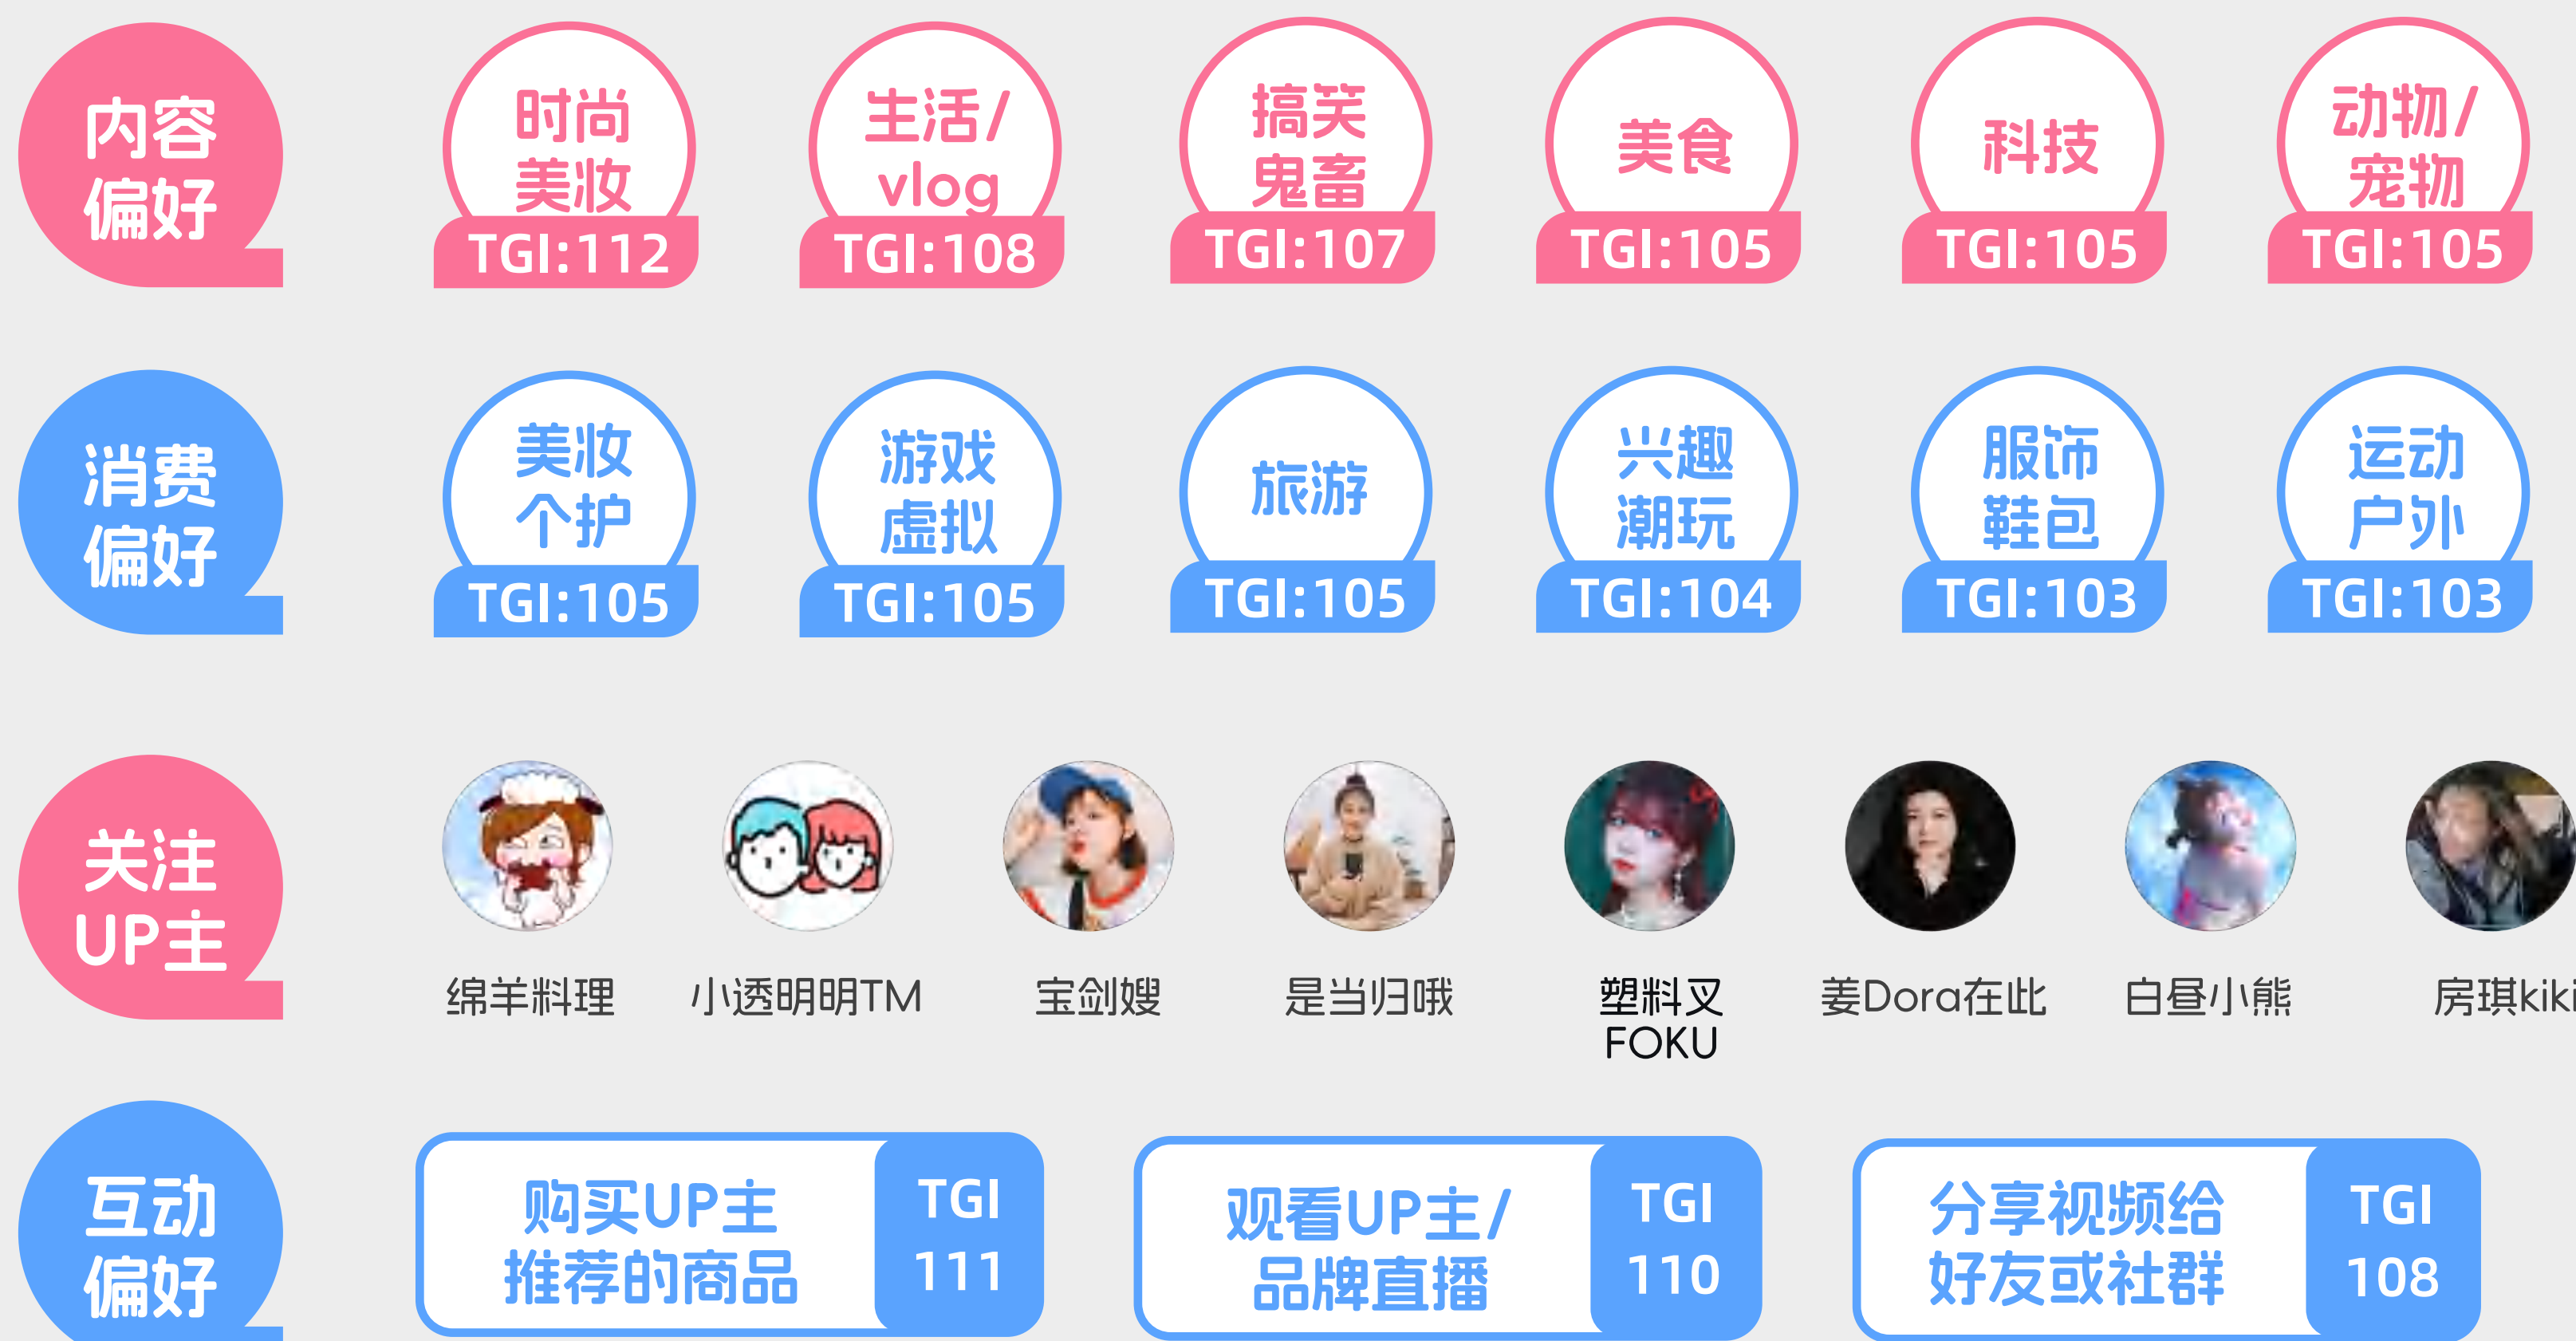 内容
偏好
时尚
美妆
TGI:112
生活/
vlog
TGI:108
搞笑
鬼畜
TGI:107
美食
TGI:105
科技
TGI:105
动物/
宠物
TGI:105
消费
偏好
美妆
个护
TGI:105
游戏
虚拟
TGI:105
旅游
TGI:105
兴趣
潮玩
TGI:104
服饰
鞋包
TGI:103
运动
户外
TGI:103
关注
UP主
绵羊料理
小透明明TM
宝剑嫂
是当归哦
塑料叉
FOKU
姜Dora在此
白昼小熊
房琪kiki
互动
偏好
购买UP主
推荐的商品
TGI
111
观看UP主/
品牌直播
TGI
110
分享视频给
好友或社群
TGI
108